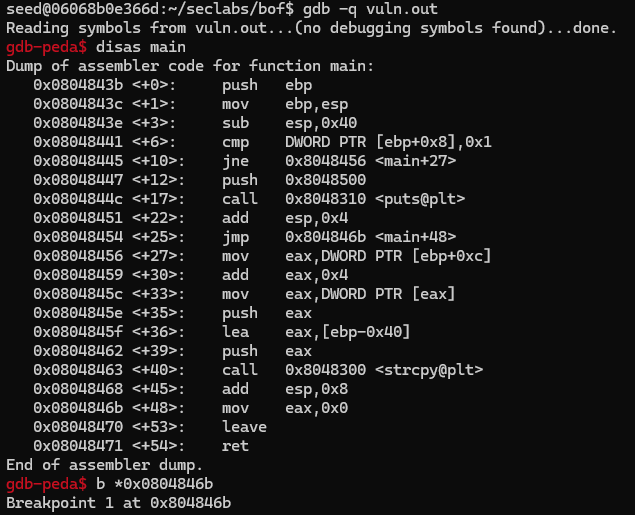 seed@06068b0e366d:~/seclabs/bof$ gdb -q vuln.out
Reading symbols from vuln.out...(no debugging symbols found)...done.
gdb-peda$ disas main
Dump of assembler code for function main:
   0x0804843b <+0>:     push   ebp
   0x0804843c <+1>:     mov    ebp,esp
   0x0804843e <+3>:     sub    esp,0x40
   0x08048441 <+6>:     cmp    DWORD PTR [ebp+0x8],0x1
   0x08048445 <+10>:    jne    0x8048456 <main+27>
   0x08048447 <+12>:    push   0x8048500
   0x0804844c <+17>:    call   0x8048310 <puts@plt>
   0x08048451 <+22>:    add    esp,0x4
   0x08048454 <+25>:    jmp    0x804846b <main+48>
   0x08048456 <+27>:    mov    eax,DWORD PTR [ebp+0xc]
   0x08048459 <+30>:    add    eax,0x4
   0x0804845c <+33>:    mov    eax,DWORD PTR [eax]
   0x0804845e <+35>:    push   eax
   0x0804845f <+36>:    lea    eax,[ebp-0x40]
   0x08048462 <+39>:    push   eax
   0x08048463 <+40>:    call   0x8048300 <strcpy@plt>
   0x08048468 <+45>:    add    esp,0x8
   0x0804846b <+48>:    mov    eax,0x0
   0x08048470 <+53>:    leave
   0x08048471 <+54>:    ret
End of assembler dump.
gdb-peda$ b *0x0804846b
Breakpoint 1 at 0x804846b